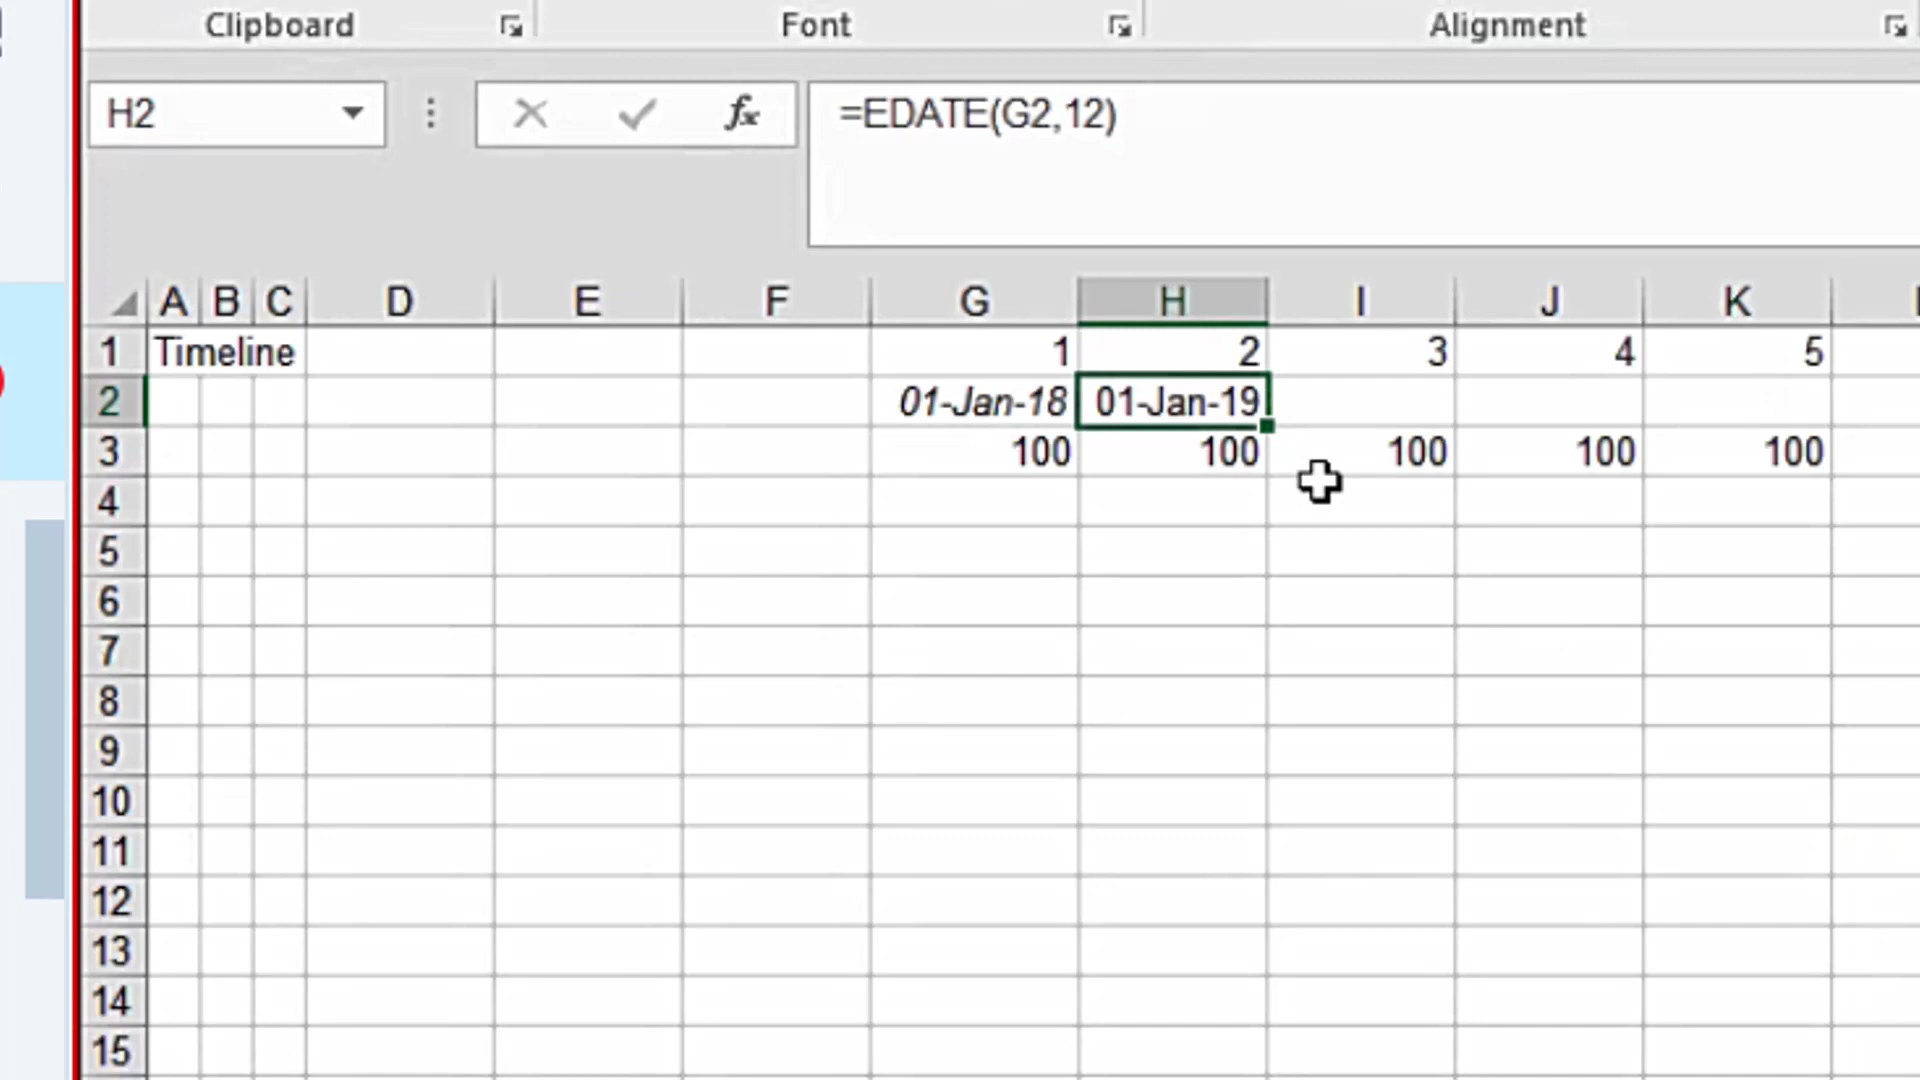 Clipboard Font Alignment
H2 fx =EDATE(G2,12)
A B C D E F G H I J K
1 Timeline 1 2 3 4 5
2 01-Jan-18 01-Jan-19
3 100 100 100 100 100
4
5
6
7
8
9
10
11
12
13
14
15